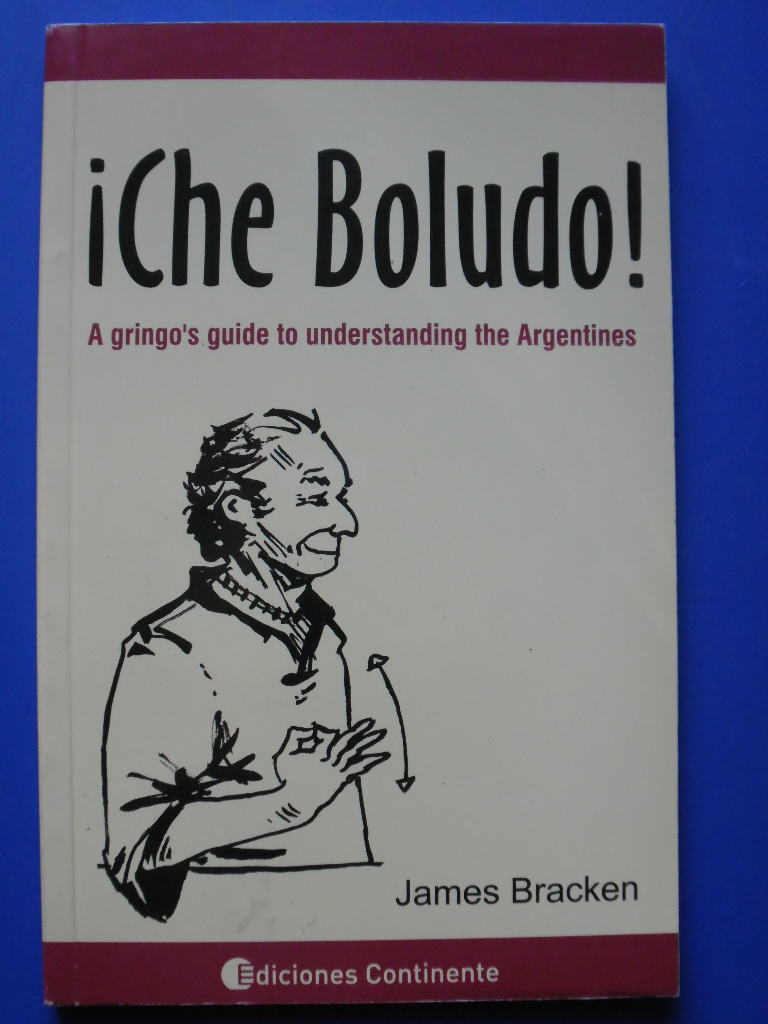 ¡Che Boludo!
A gringo's guide to understanding the Argentines
James Bracken
Ediciones Continente